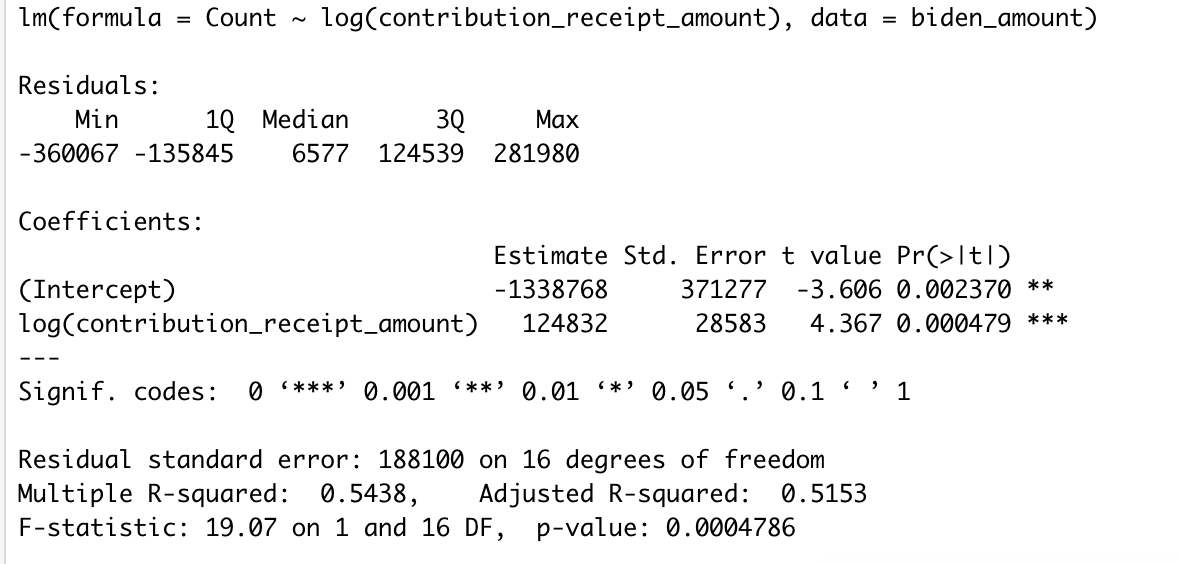 lm(formula = Count ~ log(contribution_receipt_amount), data = biden_amount)
Residuals:
Min 1Q Median 3Q Max
-360067 -135845 6577 124539 281980
Coefficients:
Estimate Std. Error t value Pr(>|t|)
(Intercept) -1338768 371277 -3.606 0.002370 **
log(contribution_receipt_amount) 124832 28583 4.367 0.000479 ***
---
Signif. codes: 0 ‘***’ 0.001 ‘**’ 0.01 ‘*’ 0.05 ‘.’ 0.1 ‘ ’ 1
Residual standard error: 188100 on 16 degrees of freedom
Multiple R-squared: 0.5438, Adjusted R-squared: 0.5153
F-statistic: 19.07 on 1 and 16 DF, p-value: 0.0004786